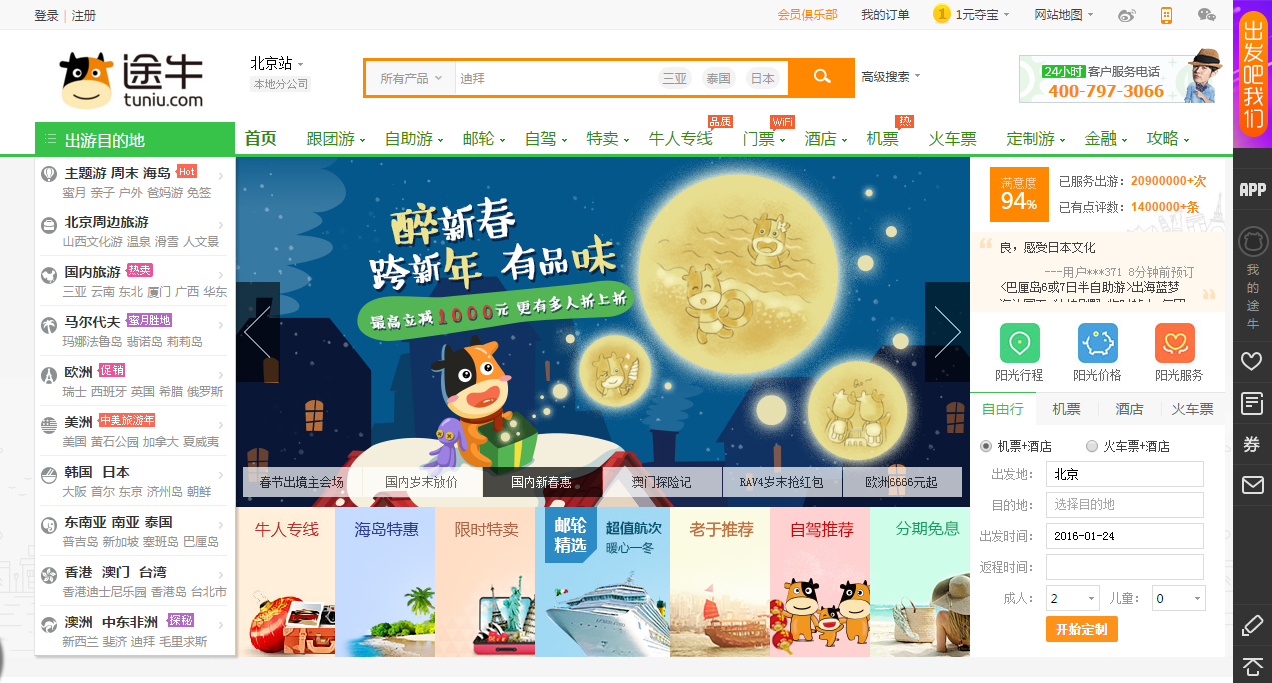 登录 | 注册
会员俱乐部 我的订单 1元夺宝 网站地图
途牛
tuniu.com
北京站
本地分公司
所有产品 迪拜 三亚 泰国 日本
高级搜索
24小时 客户服务电话
400-797-3066
出游目的地
首页 跟团游 自助游 邮轮 自驾 特卖 牛人专线 品质 门票 WiFi 酒店 机票 热 火车票 定制游 金融 攻略
主题游 周末 海岛 Hot
蜜月 亲子 户外 爸妈游 免签
北京周边旅游
山西文化游 温泉 滑雪 人文景
国内旅游 热卖
三亚 云南 东北 厦门 广西 华东
马尔代夫 蜜月胜地
玛娜法鲁岛 斐诺岛 莉莉岛
欧洲 促销
瑞士 西班牙 英国 希腊 俄罗斯
美洲 中美旅游年
美国 黄石公园 加拿大 夏威夷
韩国 日本
大阪 首尔 东京 济州岛 朝鲜
东南亚 南亚 泰国
普吉岛 新加坡 塞班岛 巴厘岛
香港 澳门 台湾
香港迪士尼乐园 香港岛 台北市
澳洲 中东非洲 探秘
新西兰 斐济 迪拜 毛里求斯
醉新春
跨新年 有品味
最高立减1000元 更有多人折上折
春节出境主会场 国内岁末放价 国内新春惠 澳门探险记 RAV4岁末抢红包 欧洲6666元起
牛人专线
海岛特惠
限时特卖
邮轮
精选
超值航次
暖心一冬
老于推荐
自驾推荐
分期免息
满意度
94%
已服务出游：20900000+次
已有点评数：1400000+条
良，感受日本文化
---用户***371 8分钟前预订
<巴厘岛6或7日半自助游>出海蓝梦
阳光行程 阳光价格 阳光服务
自由行 机票 酒店 火车票
机票+酒店 火车票+酒店
出发地： 北京
目的地： 选择目的地
出发时间： 2016-01-24
返程时间：
成人： 2 儿童： 0
开始定制
出发吧我们
APP
我的途牛
券